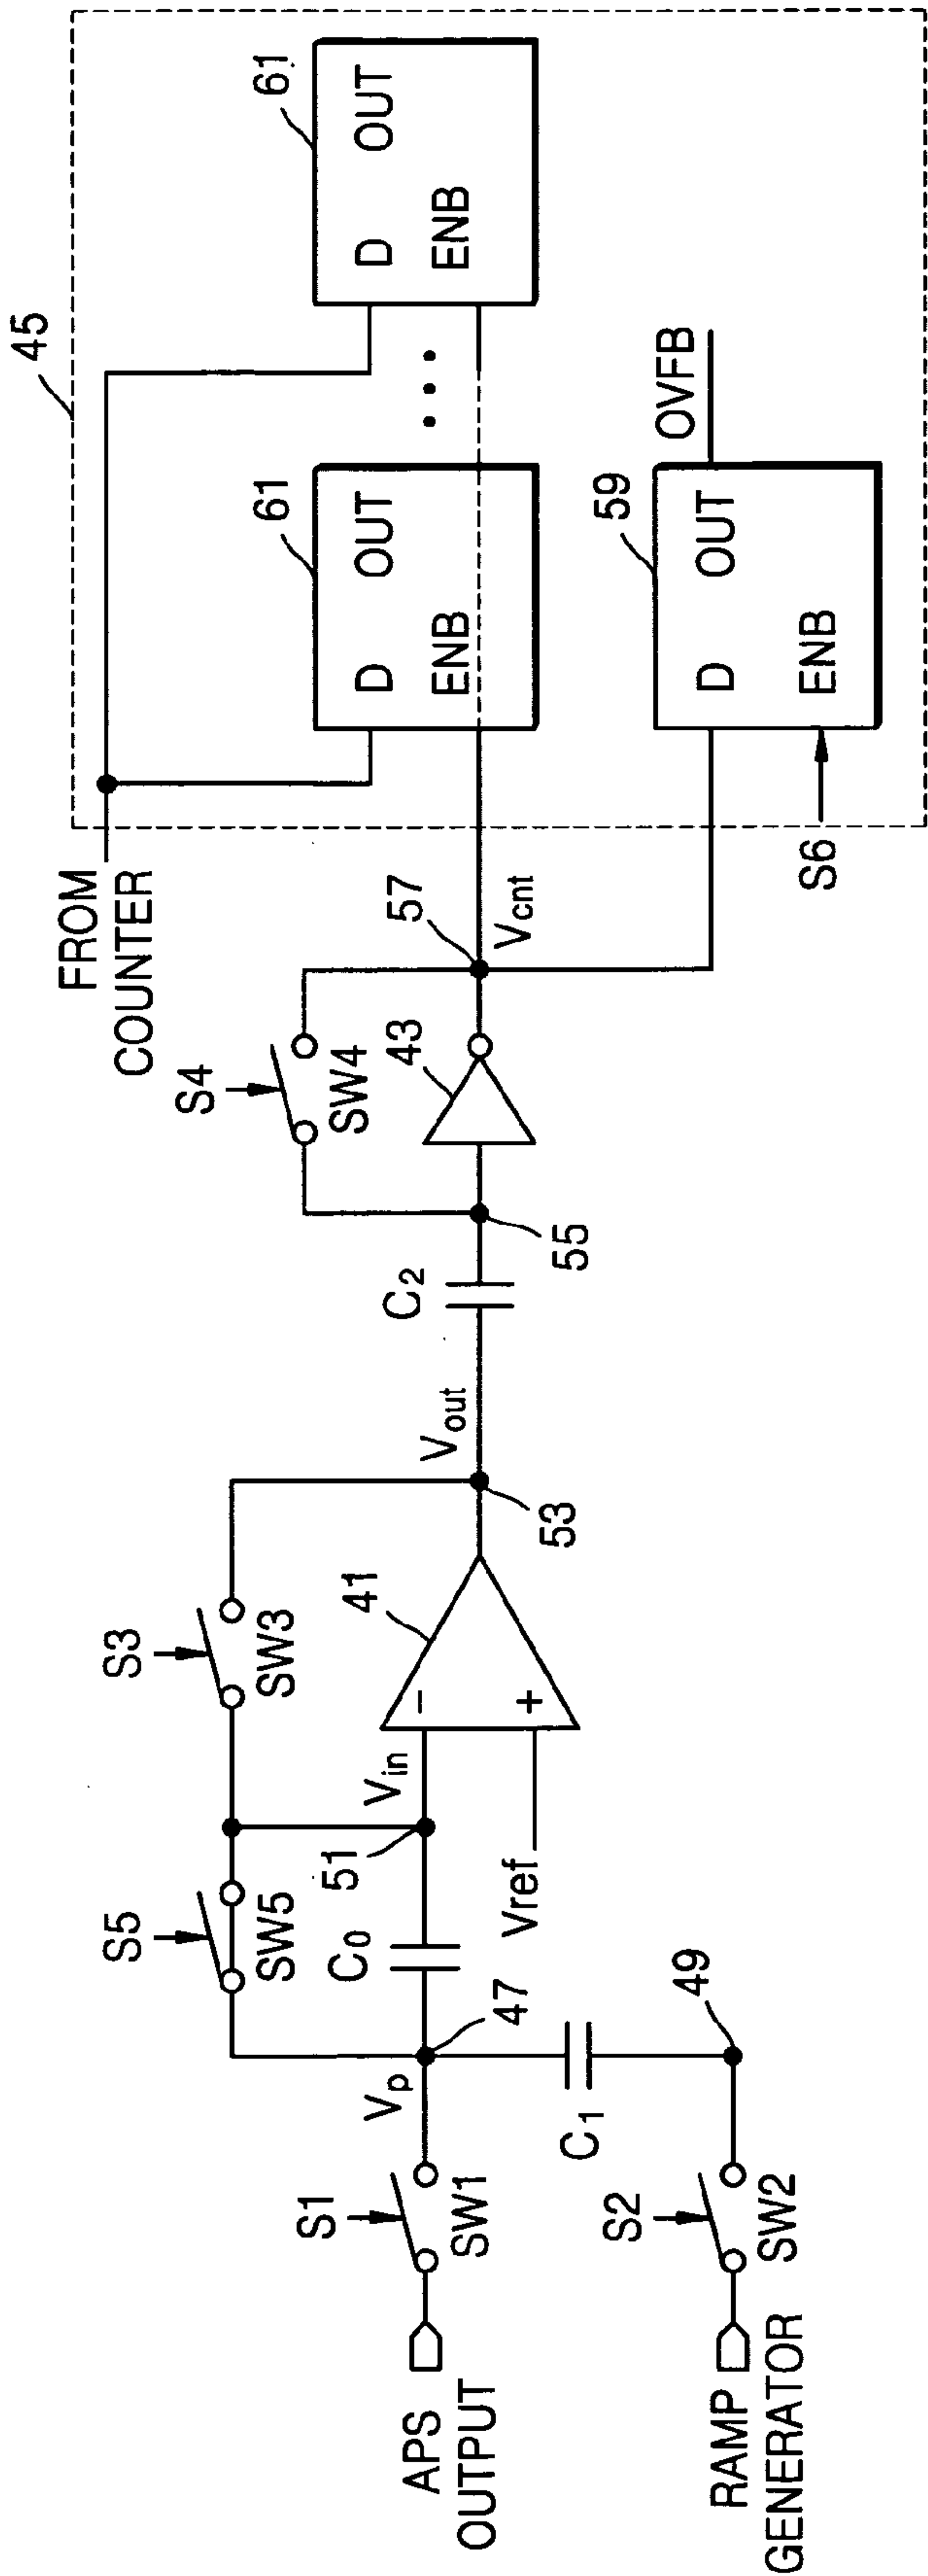 45
FROM
COUNTER
61
61
D OUT
ENB
D OUT
ENB
S5
SW5
S3
SW3
S4
SW4
APS
OUTPUT
S1
SW1
Vp
47
C0
51
Vin
−
+
Vref
41
Vout
53
C2
55
43
57
Vcnt
RAMP
GENERATOR
S2
SW2
C1
49
59
D OUT
ENB
OVFB
S6